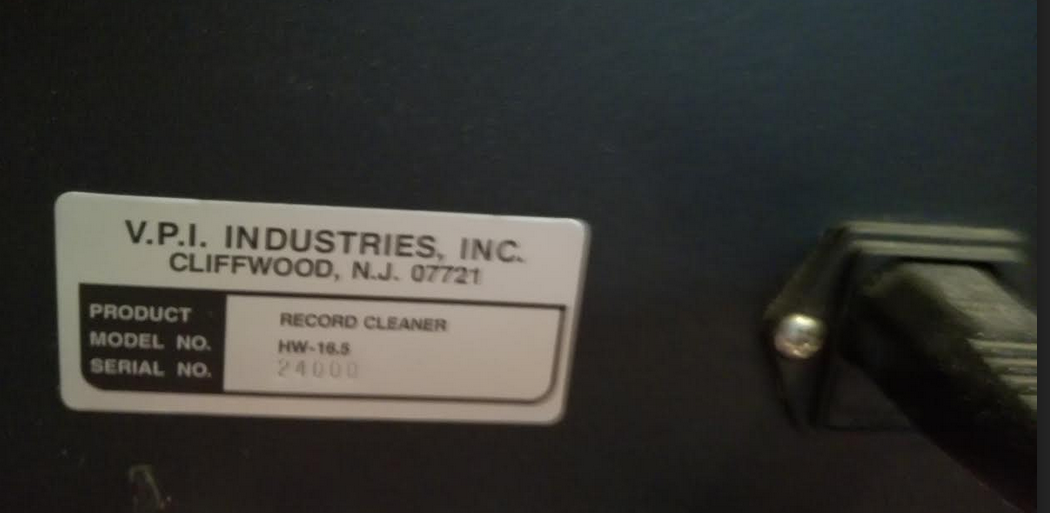 V.P.I. INDUSTRIES, INC.
CLIFFWOOD, N.J. 07721
PRODUCT RECORD CLEANER
MODEL NO. HW-16.5
SERIAL NO. 24000